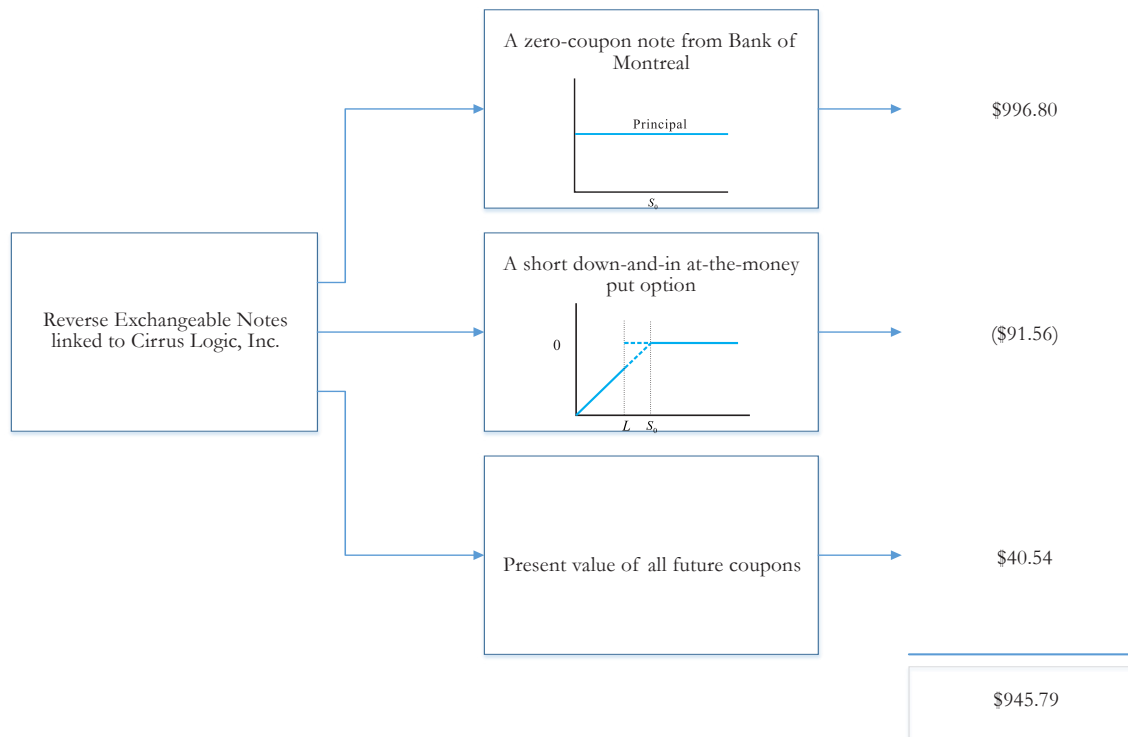 A zero-coupon note from Bank of
Montreal
Principal
S₀
$996.80
Reverse Exchangeable Notes
linked to Cirrus Logic, Inc.
A short down-and-in at-the-money
put option
0
L S₀
($91.56)
Present value of all future coupons
$40.54
$945.79